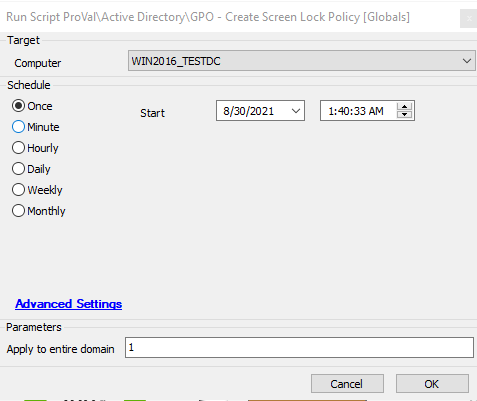 Run Script ProVal\Active Directory\GPO - Create Screen Lock Policy [Globals] x
Target
Computer WIN2016_TESTDC
Schedule
Once Start 8/30/2021 1:40:33 AM
Minute
Hourly
Daily
Weekly
Monthly
Advanced Settings
Parameters
Apply to entire domain 1
Cancel OK